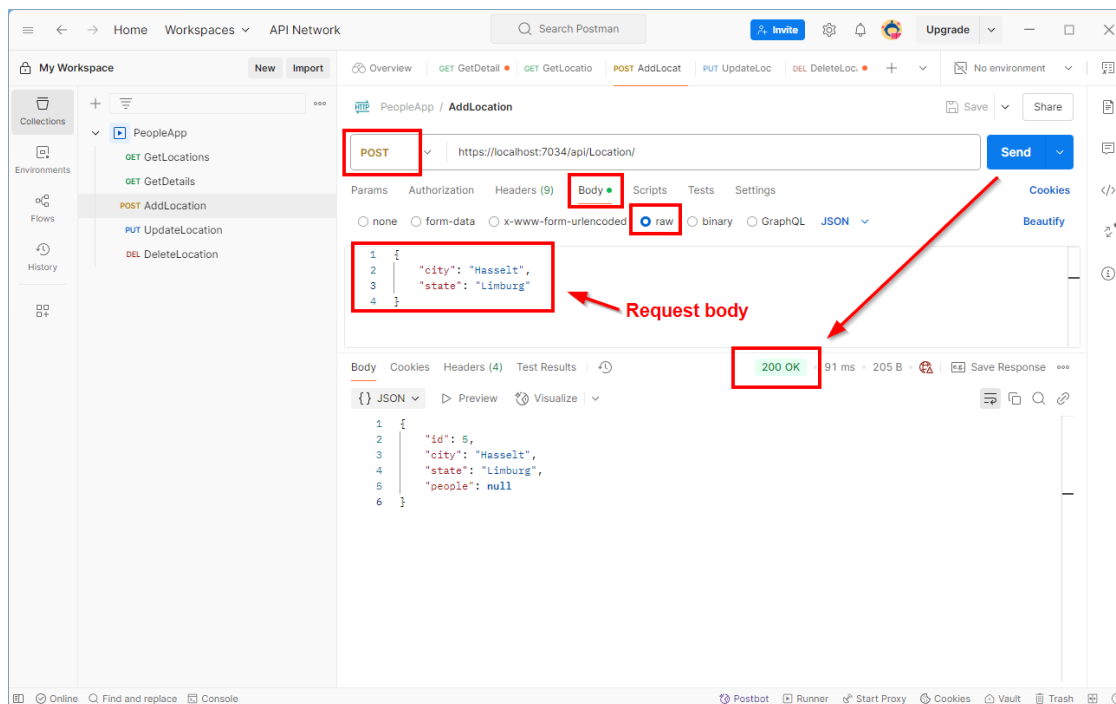 Home Workspaces API Network Search Postman Invite Upgrade
My Workspace New Import Overview GET GetDetail GET GetLocatio POST AddLocat PUT UpdateLoc DEL DeleteLoc. No environment
Collections
Environments
Flows
History
PeopleApp
GET GetLocations
GET GetDetails
POST AddLocation
PUT UpdateLocation
DEL DeleteLocation
HTTP PeopleApp / AddLocation Save Share
POST https://localhost:7034/api/Location/ Send
Params Authorization Headers (9) Body Scripts Tests Settings Cookies
none form-data x-www-form-urlencoded raw binary GraphQL JSON Beautify
1 {
2 "city": "Hasselt",
3 "state": "Limburg"
4 }
Request body
Body Cookies Headers (4) Test Results 200 OK 91 ms 205 B e.g. Save Response
{} JSON Preview Visualize
1 {
2 "id": 5,
3 "city": "Hasselt",
4 "state": "Limburg",
5 "people": null
6 }
Online Find and replace Console Postbot Runner Start Proxy Cookies Vault Trash